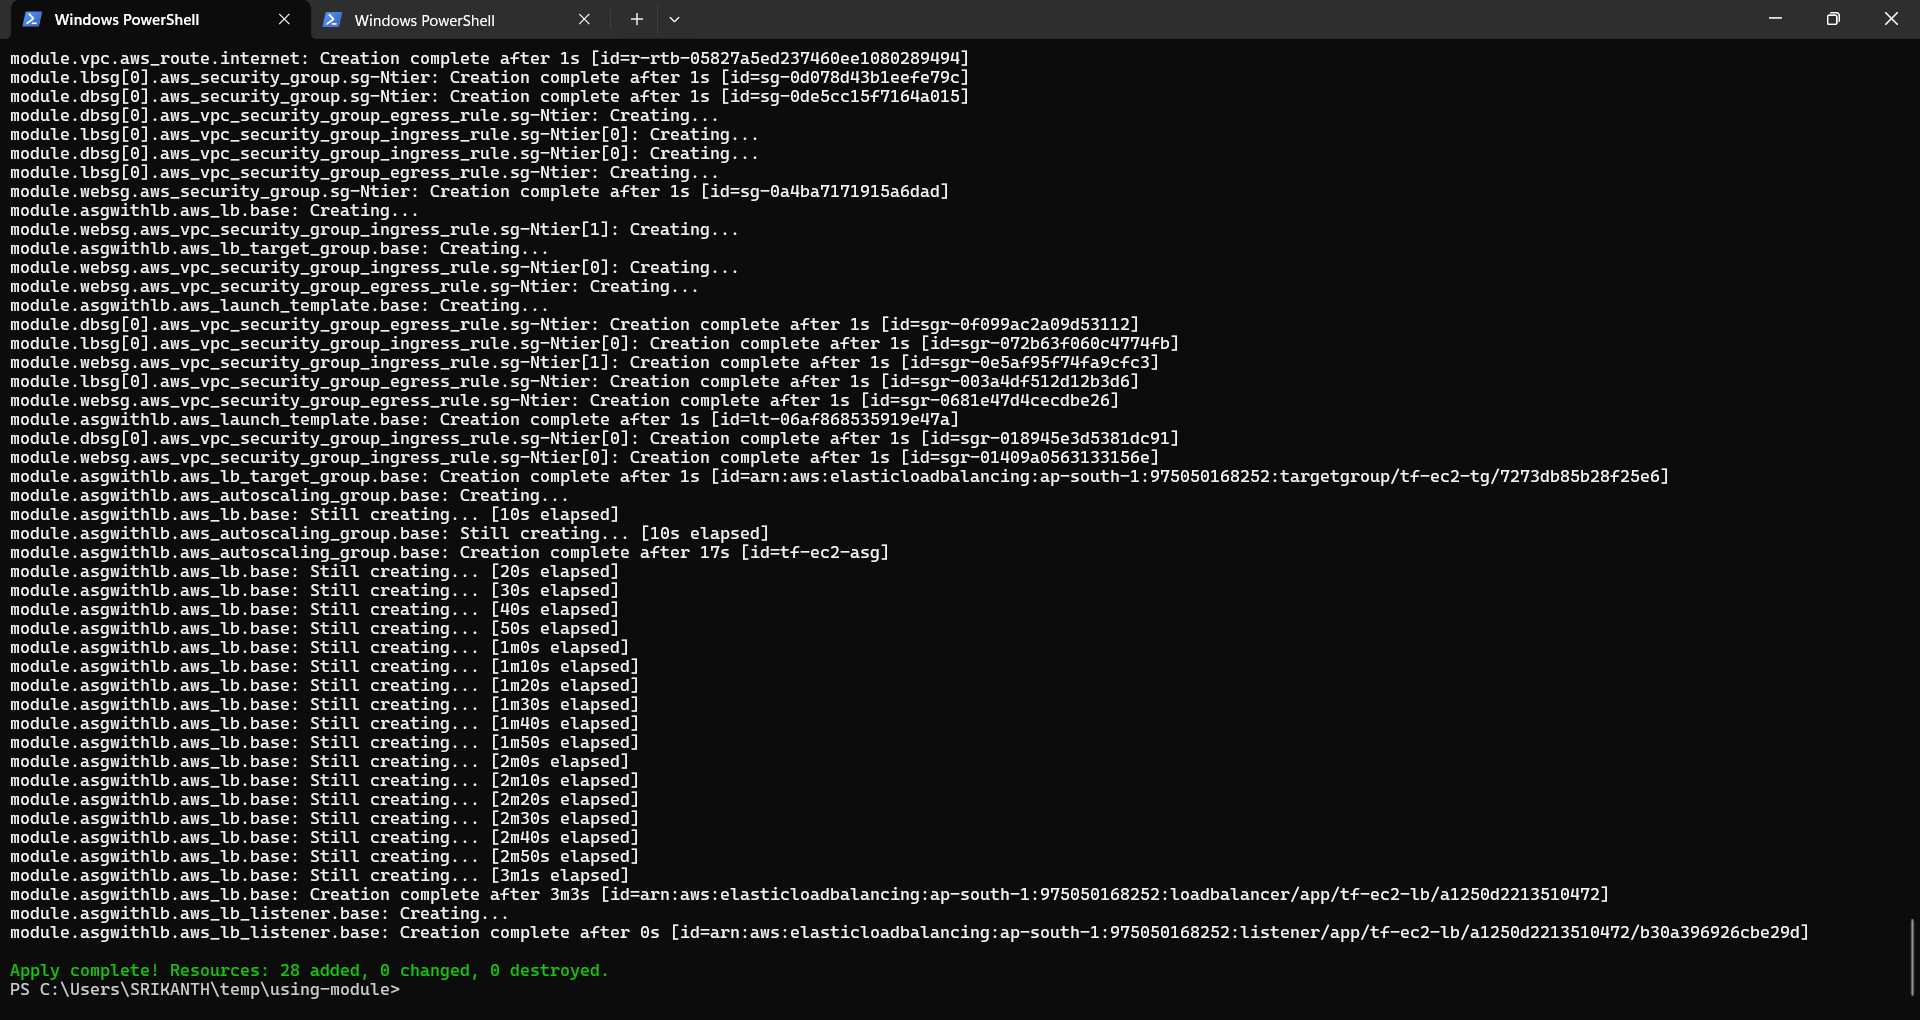 Windows PowerShell
Windows PowerShell
module.vpc.aws_route.internet: Creation complete after 1s [id=r-rtb-05827a5ed237460ee1080289494]
module.lbsg[0].aws_security_group.sg-Ntier: Creation complete after 1s [id=sg-0d078d43b1eefe79c]
module.dbsg[0].aws_security_group.sg-Ntier: Creation complete after 1s [id=sg-0de5cc15f7164a015]
module.dbsg[0].aws_vpc_security_group_egress_rule.sg-Ntier: Creating...
module.lbsg[0].aws_vpc_security_group_ingress_rule.sg-Ntier[0]: Creating...
module.dbsg[0].aws_vpc_security_group_ingress_rule.sg-Ntier[0]: Creating...
module.lbsg[0].aws_vpc_security_group_egress_rule.sg-Ntier: Creating...
module.websg.aws_security_group.sg-Ntier: Creation complete after 1s [id=sg-0a4ba7171915a6dad]
module.asgwithlb.aws_lb.base: Creating...
module.websg.aws_vpc_security_group_ingress_rule.sg-Ntier[1]: Creating...
module.asgwithlb.aws_lb_target_group.base: Creating...
module.websg.aws_vpc_security_group_ingress_rule.sg-Ntier[0]: Creating...
module.websg.aws_vpc_security_group_egress_rule.sg-Ntier: Creating...
module.asgwithlb.aws_launch_template.base: Creating...
module.dbsg[0].aws_vpc_security_group_egress_rule.sg-Ntier: Creation complete after 1s [id=sgr-0f099ac2a09d53112]
module.lbsg[0].aws_vpc_security_group_ingress_rule.sg-Ntier[0]: Creation complete after 1s [id=sgr-072b63f060c4774fb]
module.websg.aws_vpc_security_group_ingress_rule.sg-Ntier[1]: Creation complete after 1s [id=sgr-0e5af95f74fa9cfc3]
module.lbsg[0].aws_vpc_security_group_egress_rule.sg-Ntier: Creation complete after 1s [id=sgr-003a4df512d12b3d6]
module.websg.aws_vpc_security_group_egress_rule.sg-Ntier: Creation complete after 1s [id=sgr-0681e47d4cecdbe26]
module.asgwithlb.aws_launch_template.base: Creation complete after 1s [id=lt-06af868535919e47a]
module.dbsg[0].aws_vpc_security_group_ingress_rule.sg-Ntier[0]: Creation complete after 1s [id=sgr-018945e3d5381dc91]
module.websg.aws_vpc_security_group_ingress_rule.sg-Ntier[0]: Creation complete after 1s [id=sgr-01409a0563133156e]
module.asgwithlb.aws_lb_target_group.base: Creation complete after 1s [id=arn:aws:elasticloadbalancing:ap-south-1:975050168252:targetgroup/tf-ec2-tg/7273db85b28f25e6]
module.asgwithlb.aws_autoscaling_group.base: Creating...
module.asgwithlb.aws_lb.base: Still creating... [10s elapsed]
module.asgwithlb.aws_autoscaling_group.base: Still creating... [10s elapsed]
module.asgwithlb.aws_autoscaling_group.base: Creation complete after 17s [id=tf-ec2-asg]
module.asgwithlb.aws_lb.base: Still creating... [20s elapsed]
module.asgwithlb.aws_lb.base: Still creating... [30s elapsed]
module.asgwithlb.aws_lb.base: Still creating... [40s elapsed]
module.asgwithlb.aws_lb.base: Still creating... [50s elapsed]
module.asgwithlb.aws_lb.base: Still creating... [1m0s elapsed]
module.asgwithlb.aws_lb.base: Still creating... [1m10s elapsed]
module.asgwithlb.aws_lb.base: Still creating... [1m20s elapsed]
module.asgwithlb.aws_lb.base: Still creating... [1m30s elapsed]
module.asgwithlb.aws_lb.base: Still creating... [1m40s elapsed]
module.asgwithlb.aws_lb.base: Still creating... [1m50s elapsed]
module.asgwithlb.aws_lb.base: Still creating... [2m0s elapsed]
module.asgwithlb.aws_lb.base: Still creating... [2m10s elapsed]
module.asgwithlb.aws_lb.base: Still creating... [2m20s elapsed]
module.asgwithlb.aws_lb.base: Still creating... [2m30s elapsed]
module.asgwithlb.aws_lb.base: Still creating... [2m40s elapsed]
module.asgwithlb.aws_lb.base: Still creating... [2m50s elapsed]
module.asgwithlb.aws_lb.base: Still creating... [3m1s elapsed]
module.asgwithlb.aws_lb.base: Creation complete after 3m3s [id=arn:aws:elasticloadbalancing:ap-south-1:975050168252:loadbalancer/app/tf-ec2-lb/a1250d2213510472]
module.asgwithlb.aws_lb_listener.base: Creating...
module.asgwithlb.aws_lb_listener.base: Creation complete after 0s [id=arn:aws:elasticloadbalancing:ap-south-1:975050168252:listener/app/tf-ec2-lb/a1250d2213510472/b30a396926cbe29d]
Apply complete! Resources: 28 added, 0 changed, 0 destroyed.
PS C:\Users\SRIKANTH\temp\using-module>